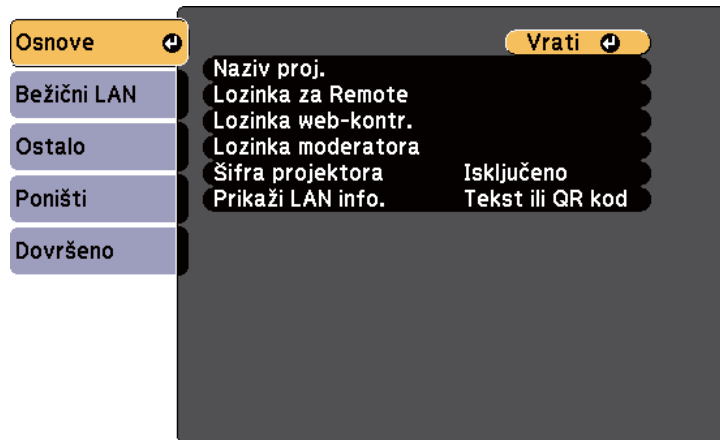 Osnove
Bežični LAN
Ostalo
Poništi
Dovršeno
Vrati
Naziv proj.
Lozinka za Remote
Lozinka web-kontr.
Lozinka moderatora
Šifra projektora Isključeno
Prikaži LAN info. Tekst ili QR kod